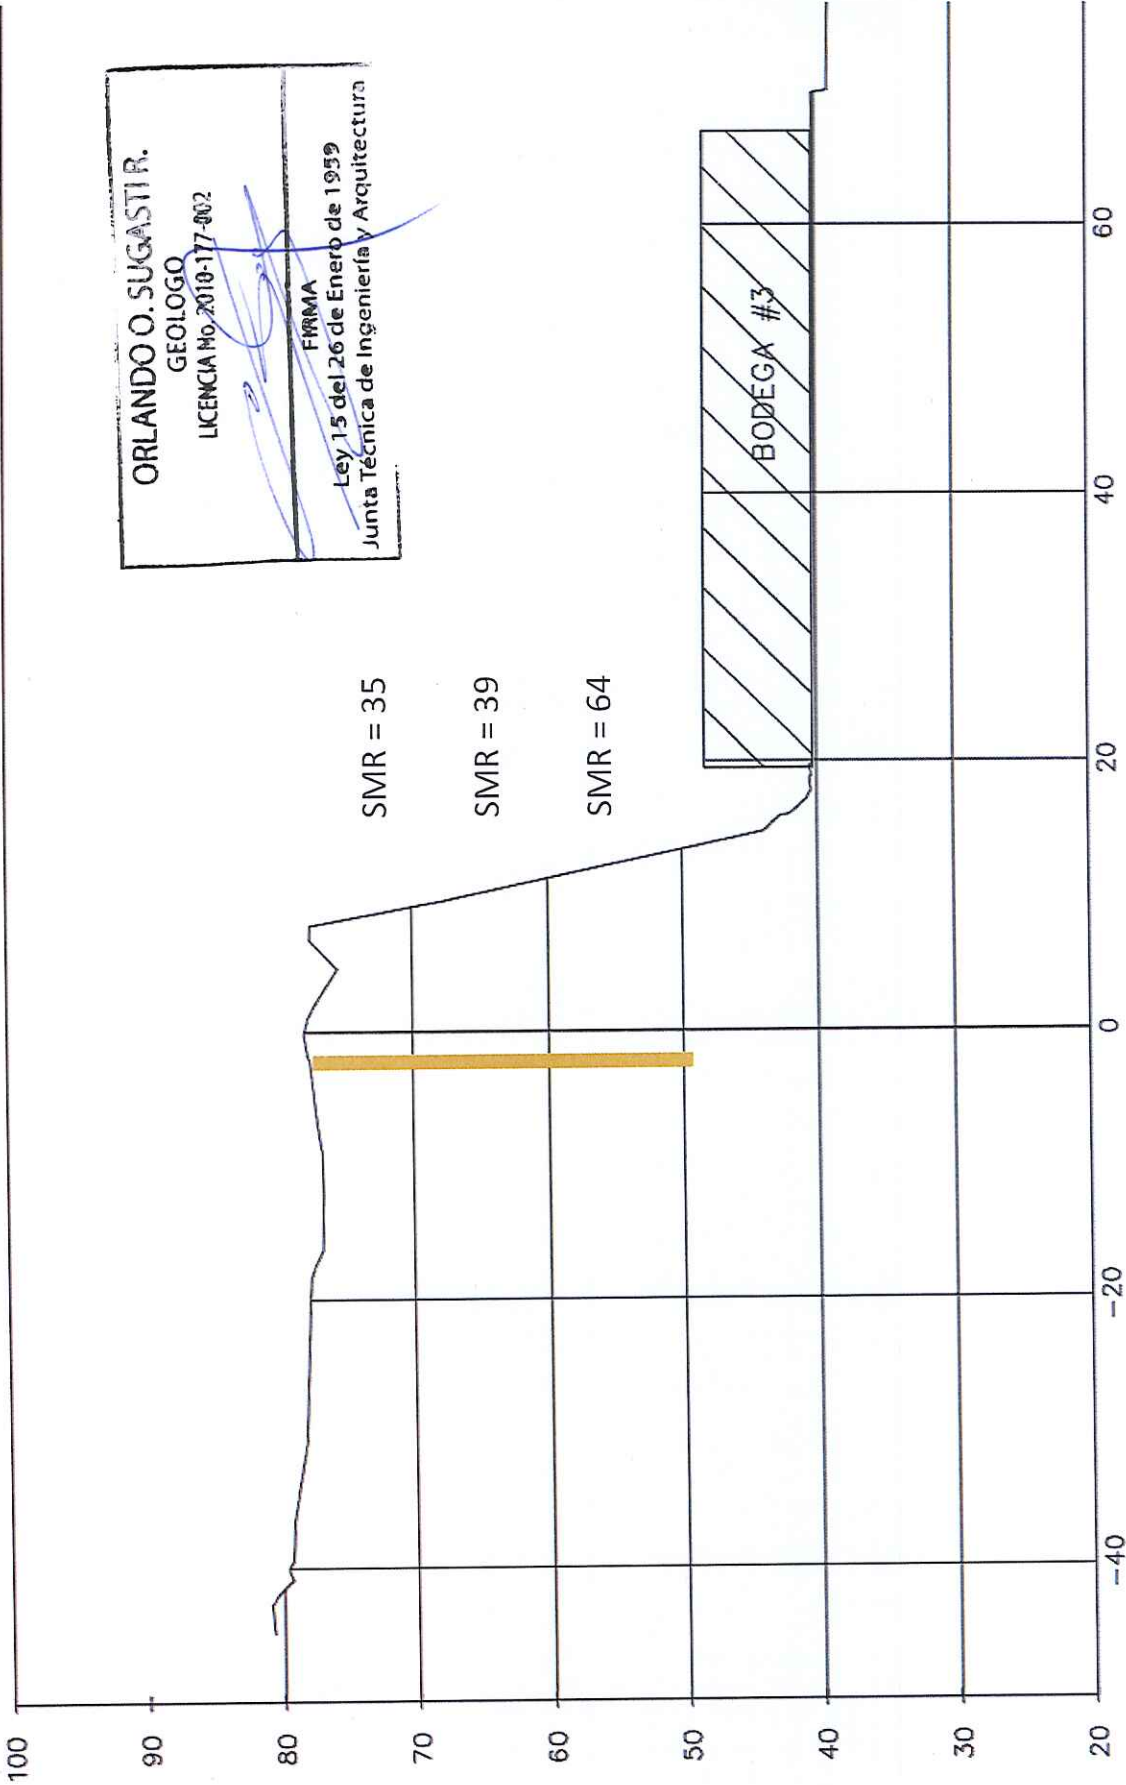 ORLANDO O. SUGASTI R.
GEOLOGO
LICENCIA No. 2010-177-002
FIRMA
Ley 15 del 26 de Enero de 1959
Junta Técnica de Ingeniería y Arquitectura
SMR = 35
SMR = 39
SMR = 64
BODEGA #3
100
90
80
70
60
50
40
30
20
-40
-20
0
20
40
60